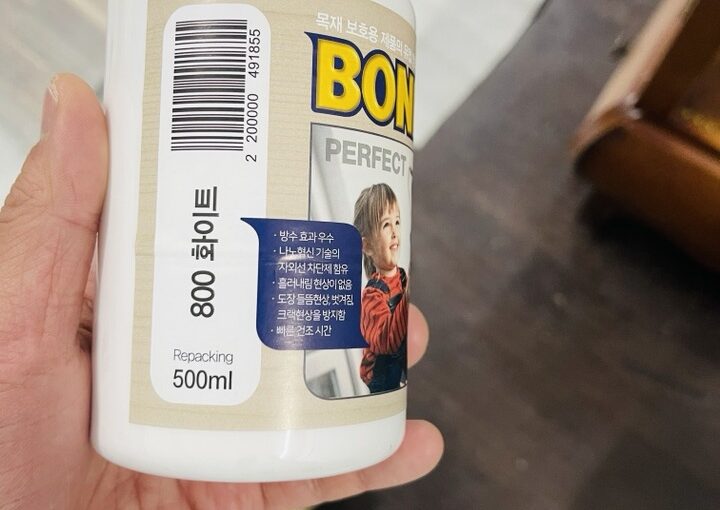 목재 보호용 제품의
BON
PERFECT
2 200000 491855
800 화이트
Repacking
500ml
· 방수 효과 우수
· 나노혁신 기술의
자외선 차단제 함유
· 흘러내림 현상이 없음
· 도장 들뜸현상, 벗겨짐,
크랙현상을 방지함
· 빠른 건조 시간